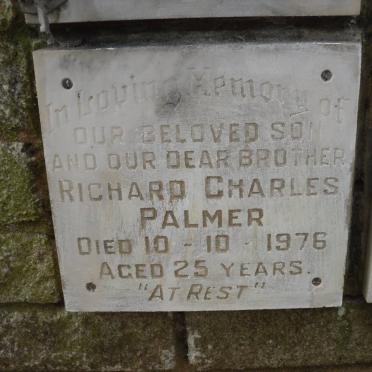 In Loving Memory of
OUR BELOVED SON
AND OUR DEAR BROTHER
RICHARD CHARLES
PALMER
DIED 10 - 10 - 1976
AGED 25 YEARS.
"AT REST"